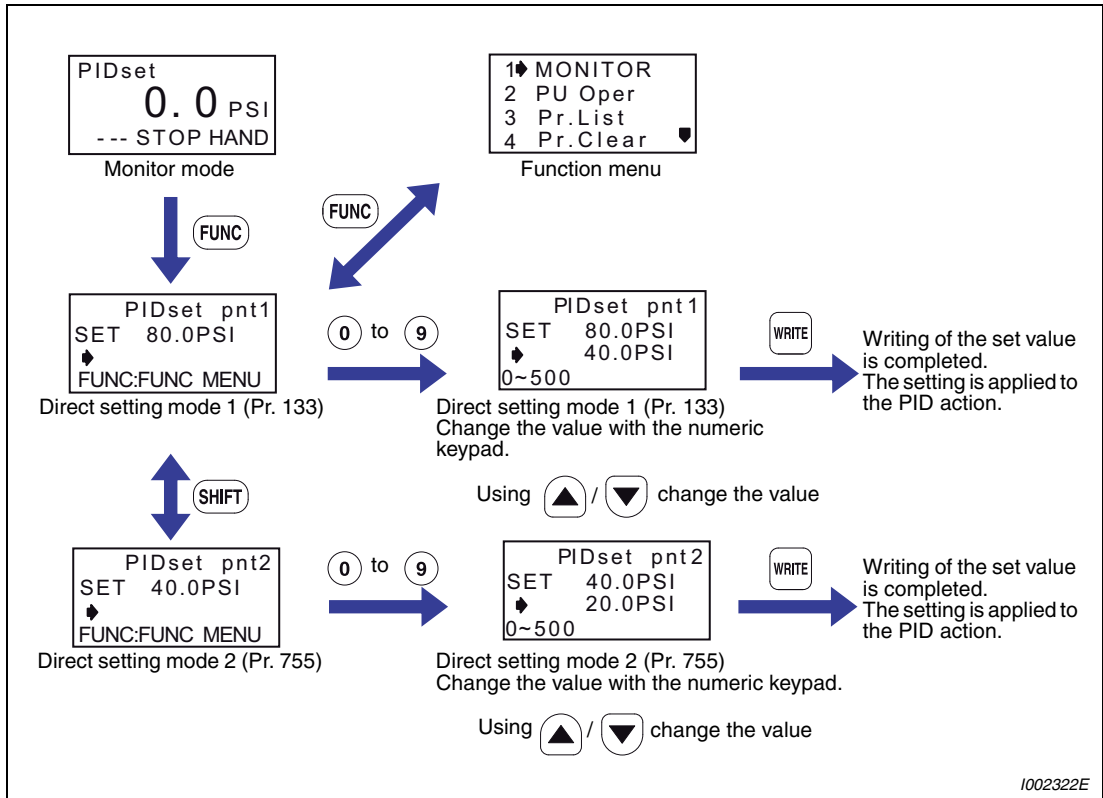 PIDset
0.0 PSI
--- STOP HAND
Monitor mode
1 MONITOR
2 PU Oper
3 Pr.List
4 Pr.Clear
Function menu
FUNC
FUNC
PIDset pnt1
SET 80.0PSI
FUNC:FUNC MENU
Direct setting mode 1 (Pr. 133)
0 to 9
PIDset pnt1
SET 80.0PSI
40.0PSI
0~500
Direct setting mode 1 (Pr. 133)
Change the value with the numeric
keypad.
Using / change the value
WRITE
Writing of the set value
is completed.
The setting is applied to
the PID action.
SHIFT
PIDset pnt2
SET 40.0PSI
FUNC:FUNC MENU
Direct setting mode 2 (Pr. 755)
0 to 9
PIDset pnt2
SET 40.0PSI
20.0PSI
0~500
Direct setting mode 2 (Pr. 755)
Change the value with the numeric keypad.
Using / change the value
WRITE
Writing of the set value
is completed.
The setting is applied to
the PID action.
I002322E